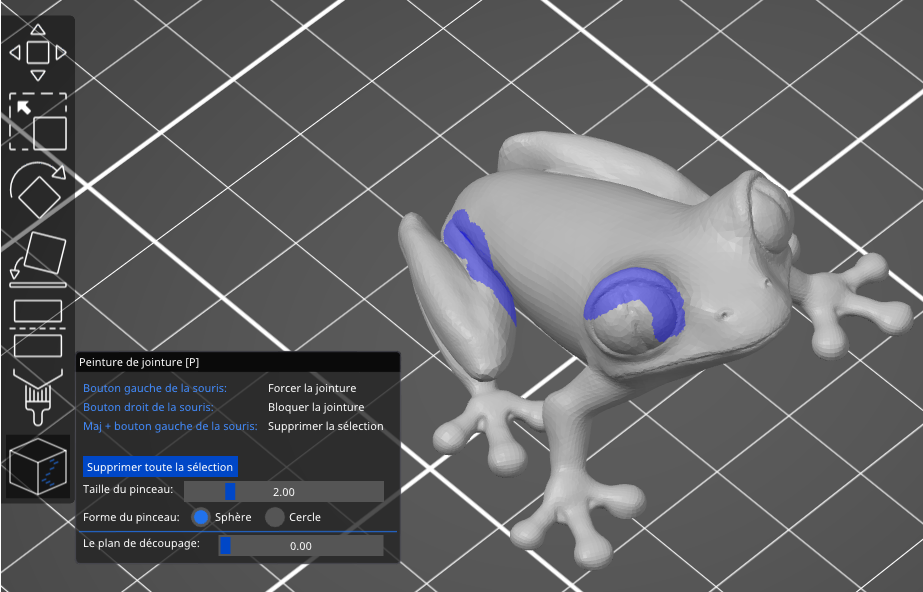 Peinture de jointure [P]
Bouton gauche de la souris: Forcer la jointure
Bouton droit de la souris: Bloquer la jointure
Maj + bouton gauche de la souris: Supprimer la sélection
Supprimer toute la sélection
Taille du pinceau: 2.00
Forme du pinceau: Sphère Cercle
Le plan de découpage: 0.00